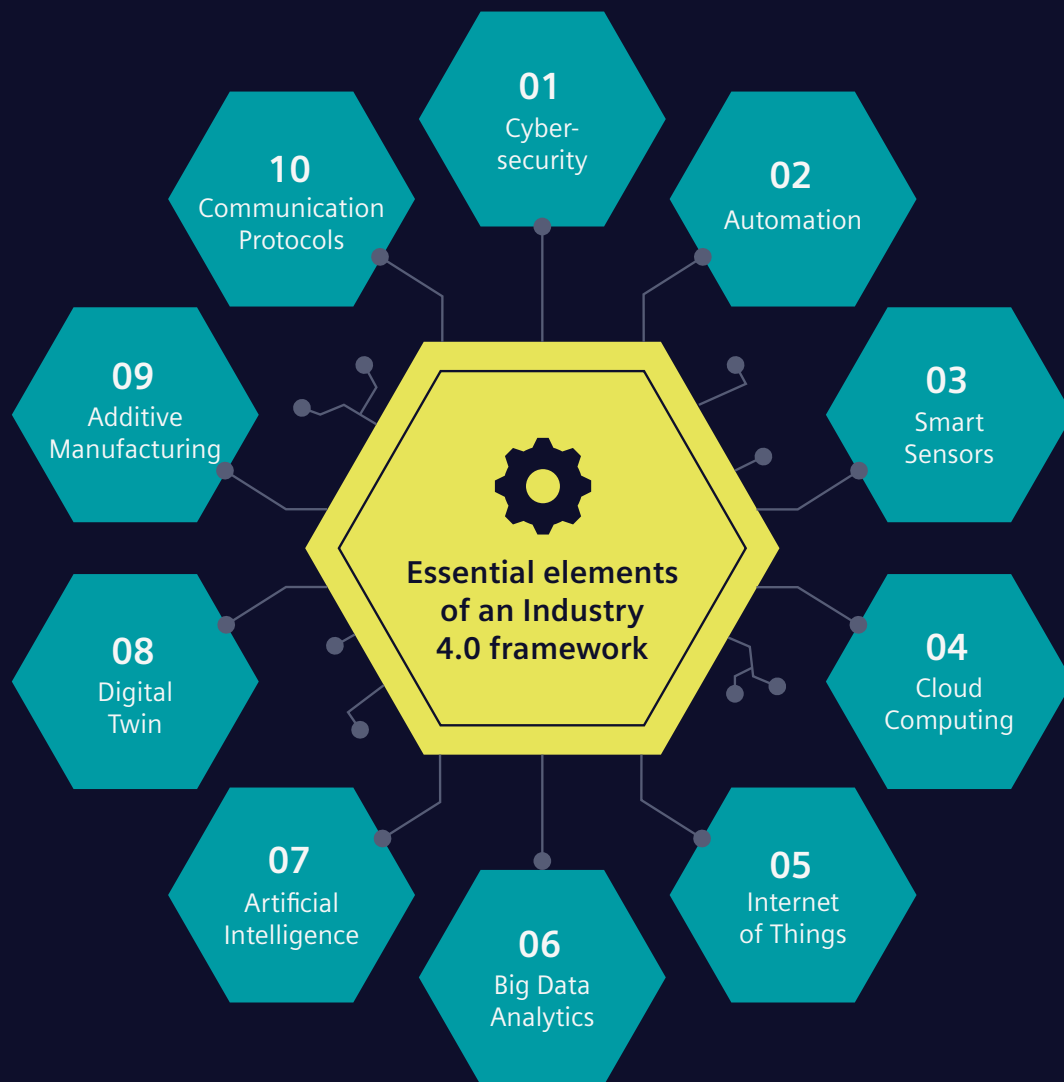 01
Cyber-
security
02
Automation
03
Smart
Sensors
04
Cloud
Computing
05
Internet
of Things
06
Big Data
Analytics
07
Artificial
Intelligence
08
Digital
Twin
09
Additive
Manufacturing
10
Communication
Protocols
Essential elements
of an Industry
4.0 framework